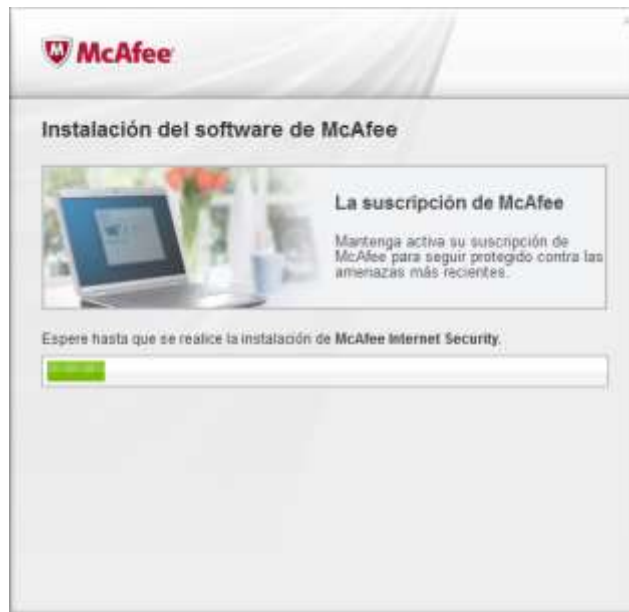 McAfee
Instalación del software de McAfee
La suscripción de McAfee
Mantenga activa su suscripción de
McAfee para seguir protegido contra las
amenazas más recientes.
Espere hasta que se realice la instalación de McAfee Internet Security.